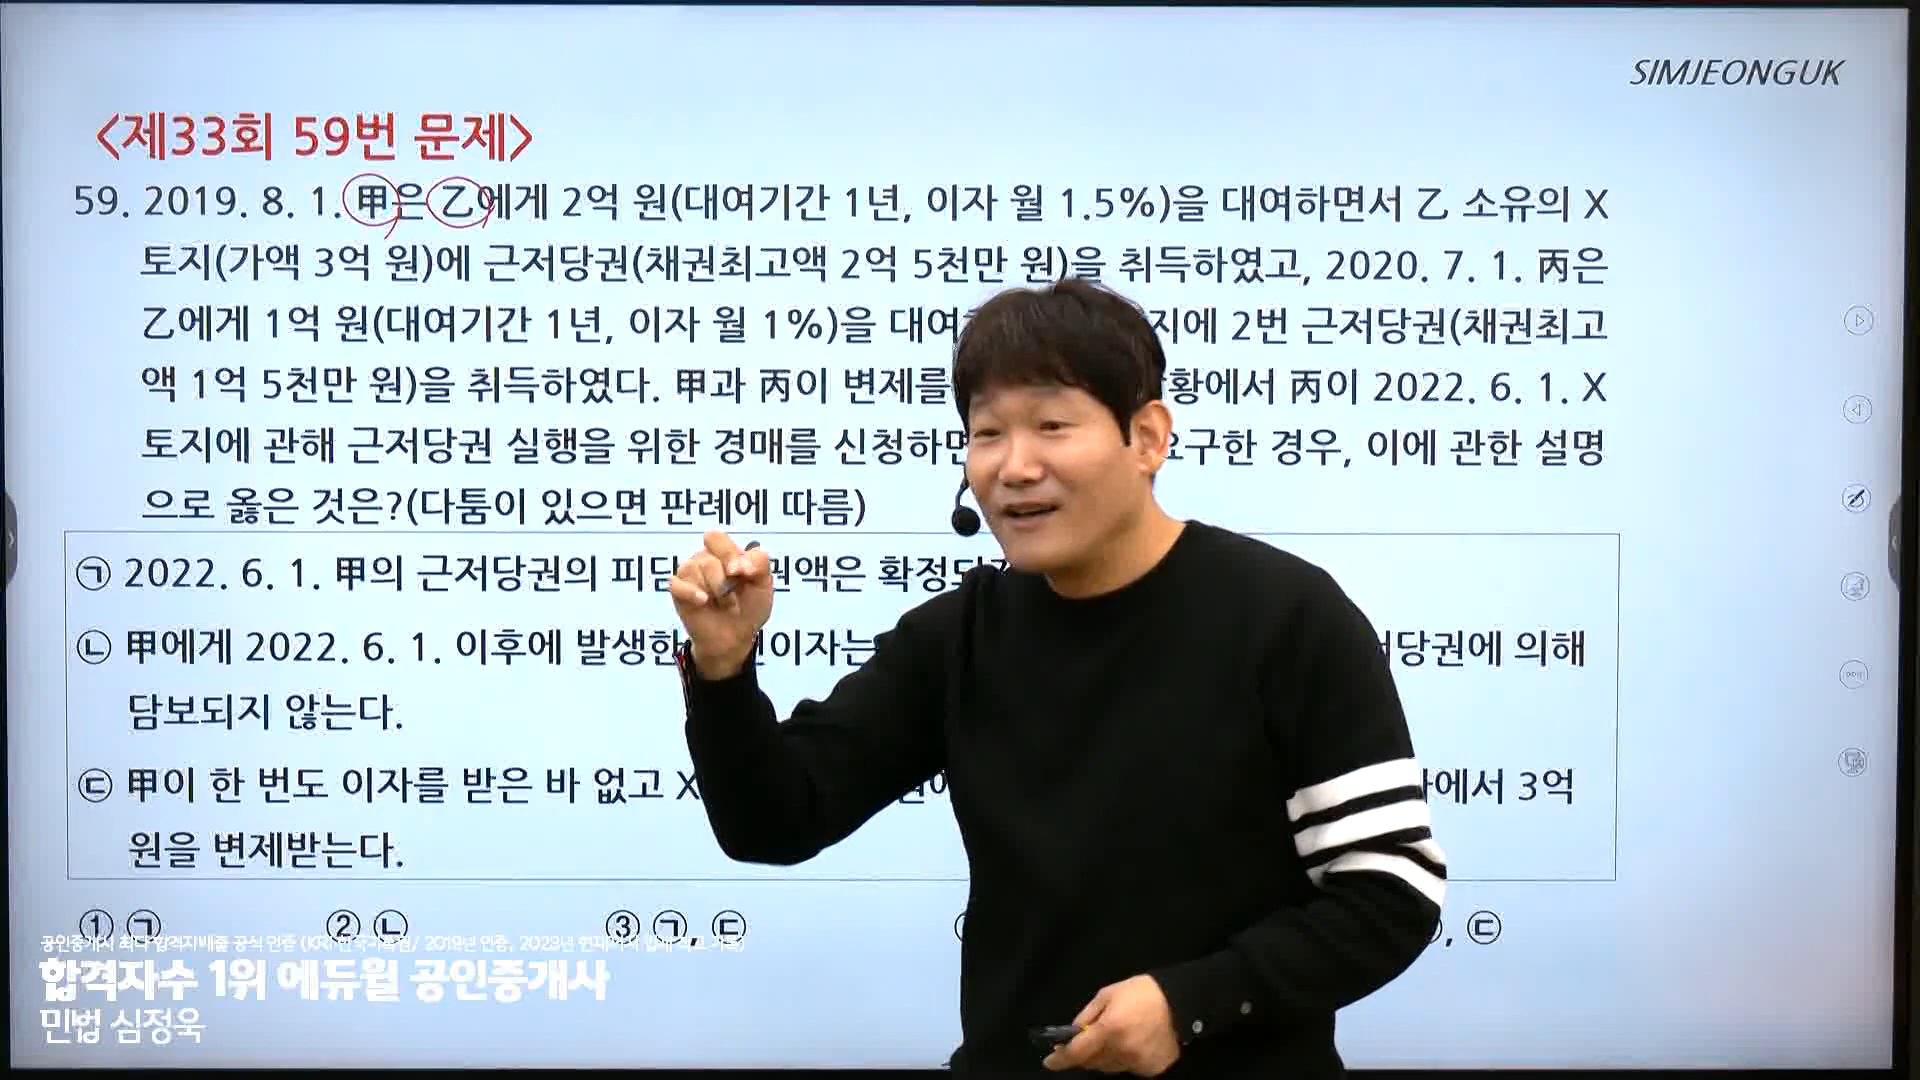 SIMJEONGUK
<제33회 59번 문제>
59. 2019. 8. 1. 甲은 乙에게 2억 원(대여기간 1년, 이자 월 1.5%)을 대여하면서 乙 소유의 X
토지(가액 3억 원)에 근저당권(채권최고액 2억 5천만 원)을 취득하였고, 2020. 7. 1. 丙은
乙에게 1억 원(대여기간 1년, 이자 월 1%)을 대여 지에 2번 근저당권(채권최고
액 1억 5천만 원)을 취득하였다. 甲과 丙이 변제를 황에서 丙이 2022. 6. 1. X
토지에 관해 근저당권 실행을 위한 경매를 신청하면 요구한 경우, 이에 관한 설명
으로 옳은 것은?(다툼이 있으면 판례에 따름)
㉠ 2022. 6. 1. 甲의 근저당권의 피담 권액은 확정되
㉡ 甲에게 2022. 6. 1. 이후에 발생한 이자는 당권에 의해
담보되지 않는다.
㉢ 甲이 한 번도 이자를 받은 바 없고 X 에서 3억
원을 변제받는다.
① ㉠ ② ㉡ ③ ㉠, ㉢ , ㉢
합격자수 1위 에듀윌 공인중개사
민법 심정욱